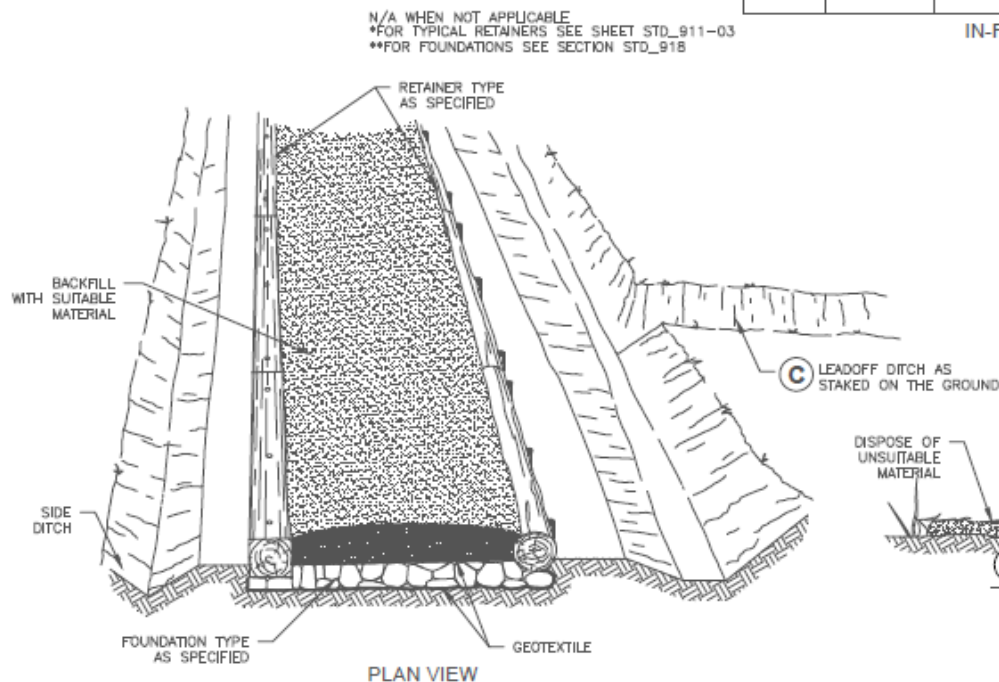 N/A WHEN NOT APPLICABLE
*FOR TYPICAL RETAINERS SEE SHEET STD_911-03
**FOR FOUNDATIONS SEE SECTION STD_918
RETAINER TYPE
AS SPECIFIED
BACKFILL
WITH SUITABLE
MATERIAL
C
LEADOFF DITCH AS
STAKED ON THE GROUND
DISPOSE OF
UNSUITABLE
MATERIAL
SIDE
DITCH
FOUNDATION TYPE
AS SPECIFIED
GEOTEXTILE
PLAN VIEW